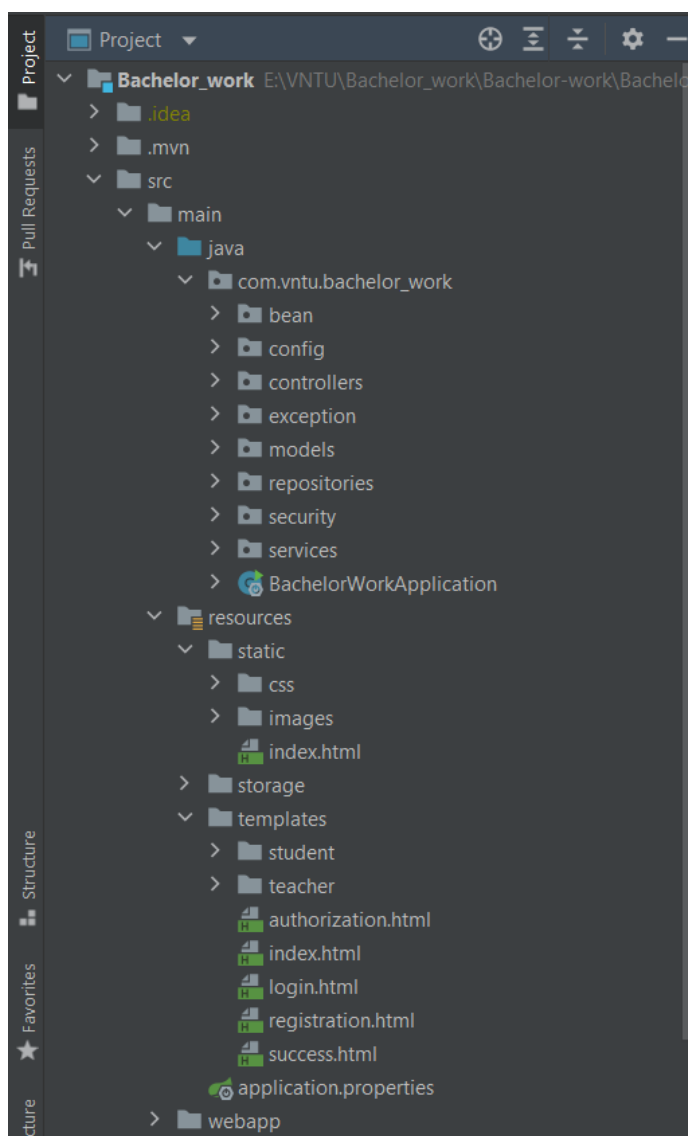 Project
E:\VNTU\Bachelor_work\Bachelor-work\Bachelo
Bachelor_work
.idea
.mvn
src
main
java
com.vntu.bachelor_work
bean
config
controllers
exception
models
repositories
security
services
BachelorWorkApplication
resources
static
css
images
index.html
storage
templates
student
teacher
authorization.html
index.html
login.html
registration.html
success.html
application.properties
webapp
Project
Pull Requests
Structure
Favorites
cture